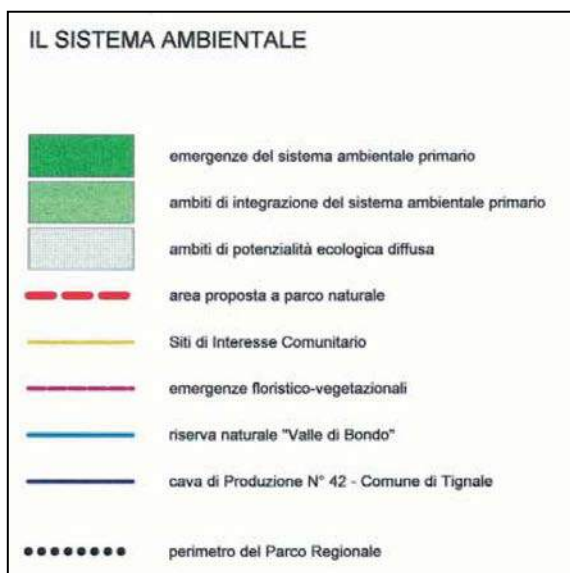 IL SISTEMA AMBIENTALE
emergenze del sistema ambientale primario
ambiti di integrazione del sistema ambientale primario
ambiti di potenzialità ecologica diffusa
area proposta a parco naturale
Siti di Interesse Comunitario
emergenze floristico-vegetazionali
riserva naturale "Valle di Bondo"
cava di Produzione N° 42 - Comune di Tignale
perimetro del Parco Regionale